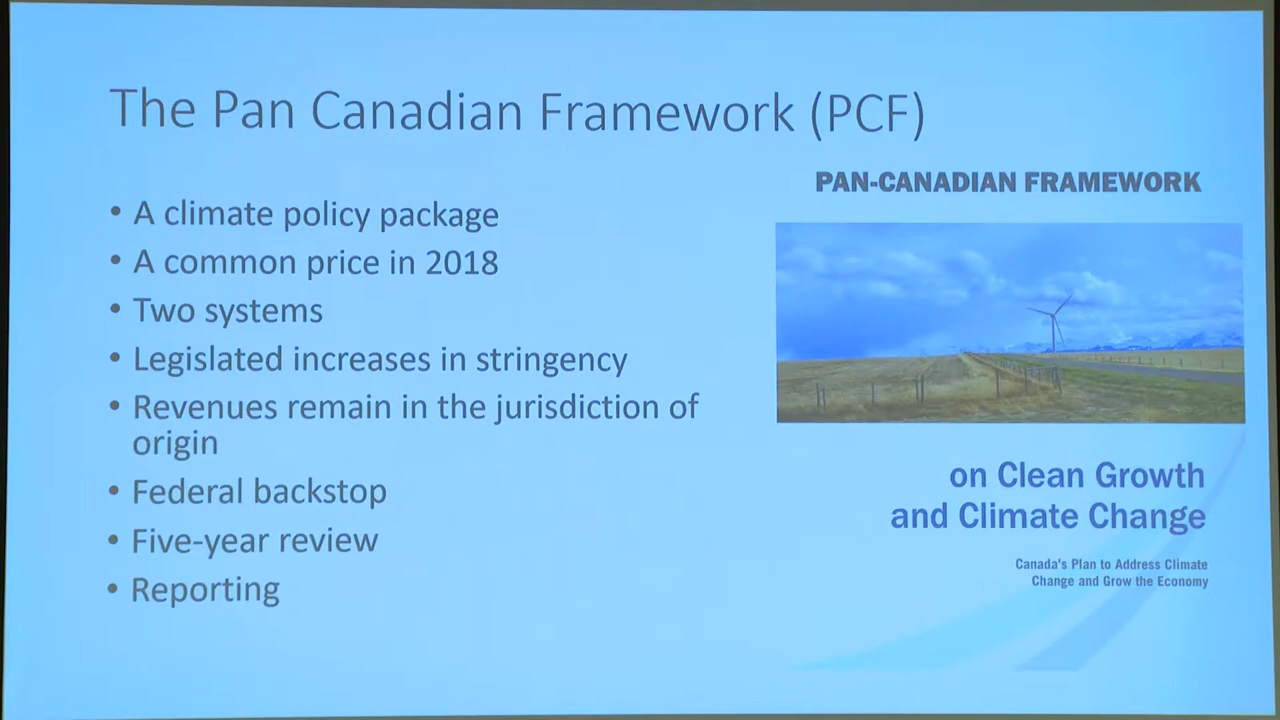 The Pan Canadian Framework (PCF)
• A climate policy package
• A common price in 2018
• Two systems
• Legislated increases in stringency
• Revenues remain in the jurisdiction of
origin
• Federal backstop
• Five-year review
• Reporting
PAN-CANADIAN FRAMEWORK
on Clean Growth
and Climate Change
Canada's Plan to Address Climate
Change and Grow the Economy